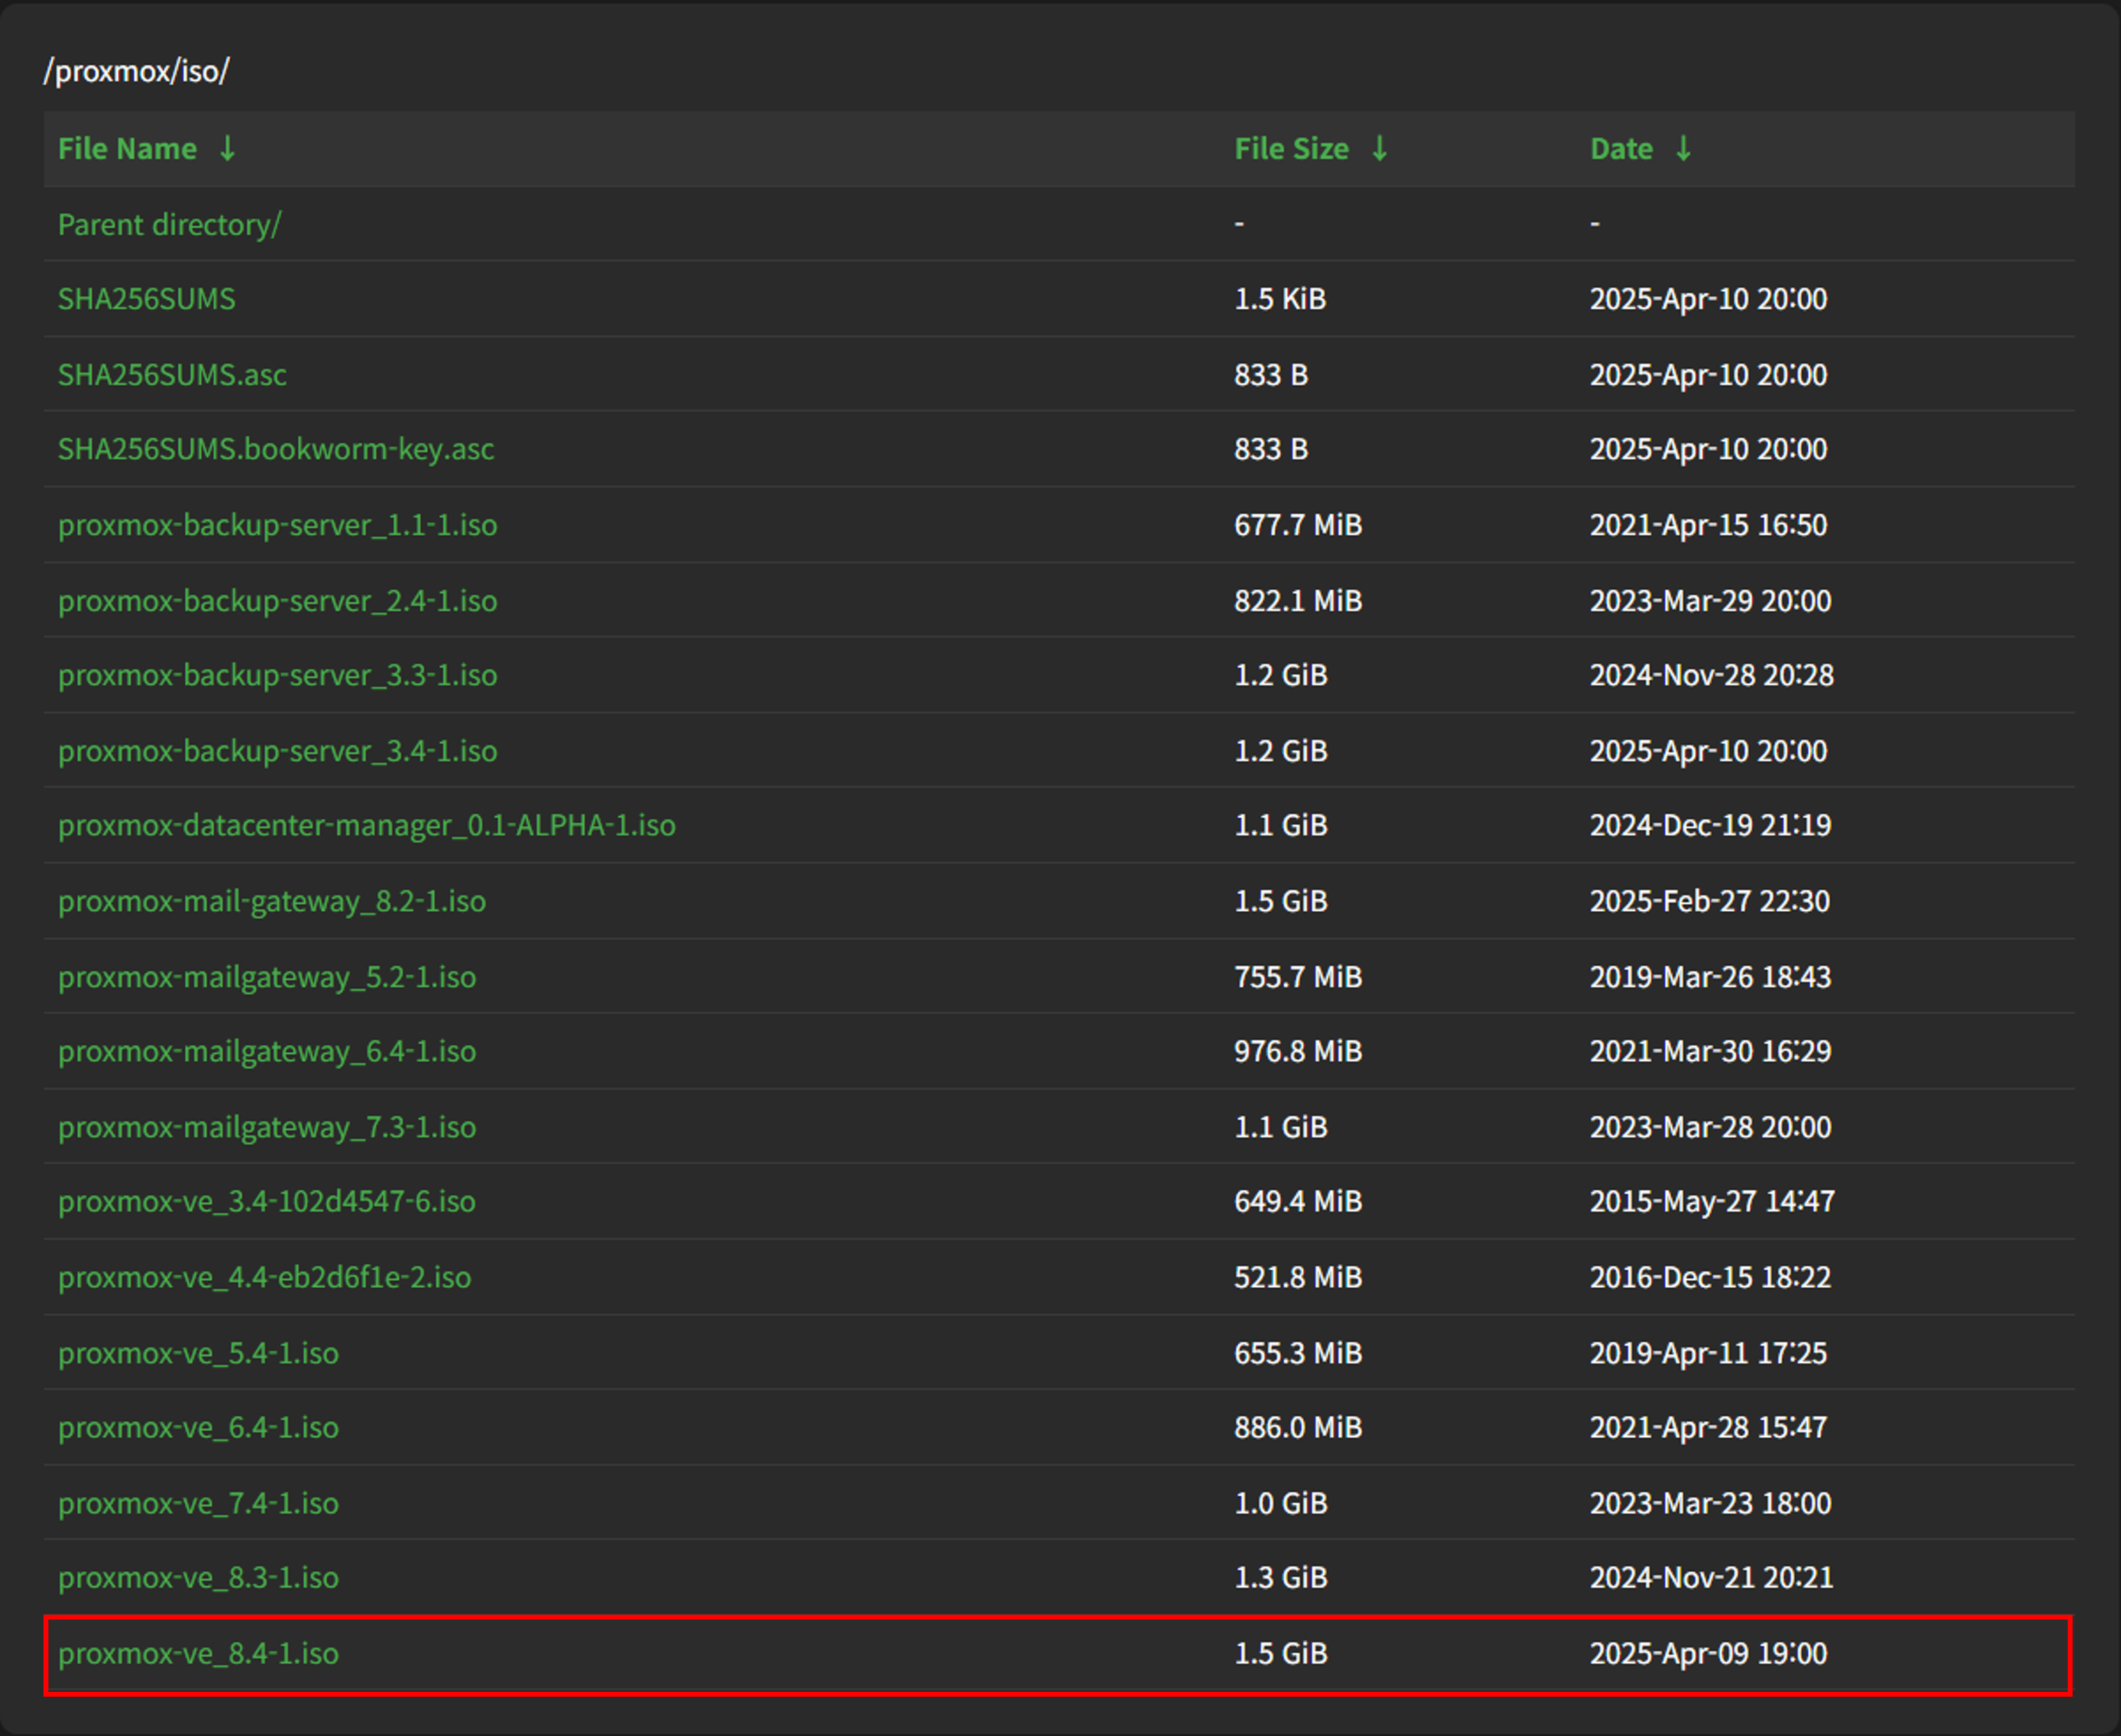 /proxmox/iso/
File Name ↓ File Size ↓ Date ↓
Parent directory/ - -
SHA256SUMS 1.5 KiB 2025-Apr-10 20:00
SHA256SUMS.asc 833 B 2025-Apr-10 20:00
SHA256SUMS.bookworm-key.asc 833 B 2025-Apr-10 20:00
proxmox-backup-server_1.1-1.iso 677.7 MiB 2021-Apr-15 16:50
proxmox-backup-server_2.4-1.iso 822.1 MiB 2023-Mar-29 20:00
proxmox-backup-server_3.3-1.iso 1.2 GiB 2024-Nov-28 20:28
proxmox-backup-server_3.4-1.iso 1.2 GiB 2025-Apr-10 20:00
proxmox-datacenter-manager_0.1-ALPHA-1.iso 1.1 GiB 2024-Dec-19 21:19
proxmox-mail-gateway_8.2-1.iso 1.5 GiB 2025-Feb-27 22:30
proxmox-mailgateway_5.2-1.iso 755.7 MiB 2019-Mar-26 18:43
proxmox-mailgateway_6.4-1.iso 976.8 MiB 2021-Mar-30 16:29
proxmox-mailgateway_7.3-1.iso 1.1 GiB 2023-Mar-28 20:00
proxmox-ve_3.4-102d4547-6.iso 649.4 MiB 2015-May-27 14:47
proxmox-ve_4.4-eb2d6f1e-2.iso 521.8 MiB 2016-Dec-15 18:22
proxmox-ve_5.4-1.iso 655.3 MiB 2019-Apr-11 17:25
proxmox-ve_6.4-1.iso 886.0 MiB 2021-Apr-28 15:47
proxmox-ve_7.4-1.iso 1.0 GiB 2023-Mar-23 18:00
proxmox-ve_8.3-1.iso 1.3 GiB 2024-Nov-21 20:21
proxmox-ve_8.4-1.iso 1.5 GiB 2025-Apr-09 19:00